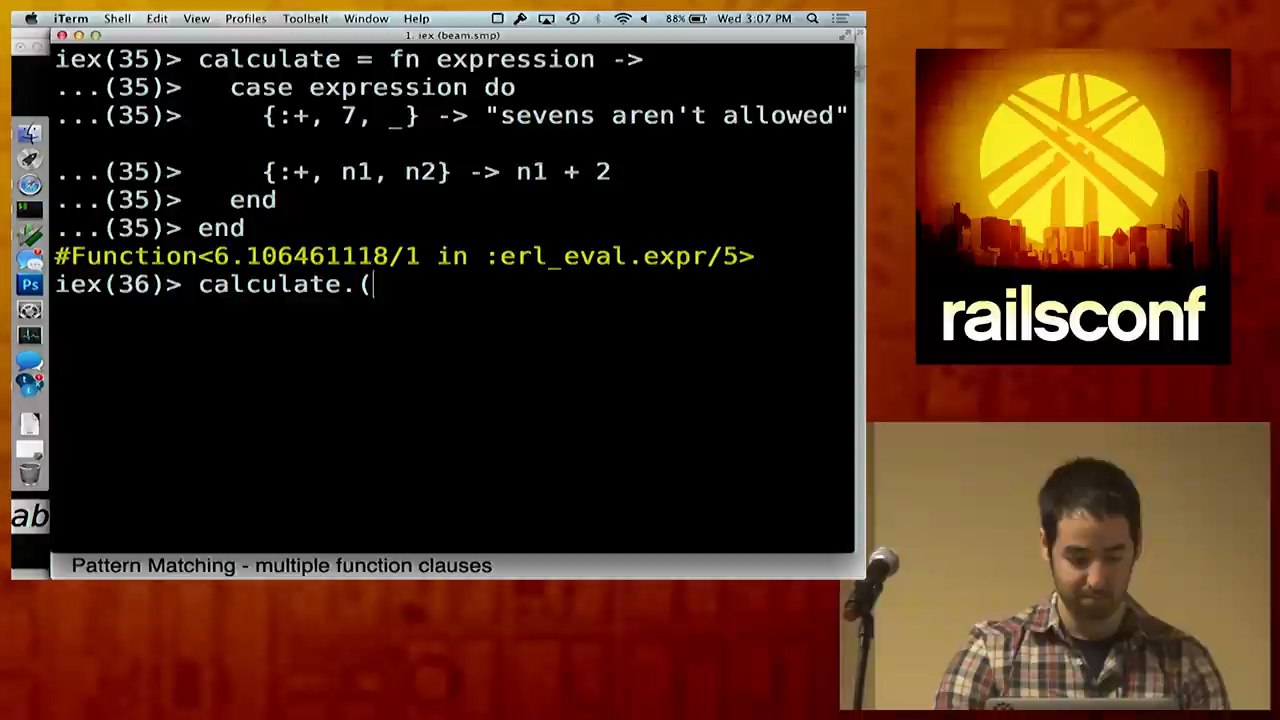 iTerm Shell Edit View Profiles Toolbelt iTerm Window Help 88% Wed 3:07 PM
1. iex (beam.smp)
iex(35)> calculate = fn expression ->
...(35)>   case expression do
...(35)>     {:+, 7, _} -> "sevens aren't allowed"
...(35)>     {:+, n1, n2} -> n1 + 2
...(35)>   end
...(35)> end
#Function<6.106461118/1 in :erl_eval.expr/5>
iex(36)> calculate.(
Ps
ab
Pattern Matching - multiple function clauses
railsconf